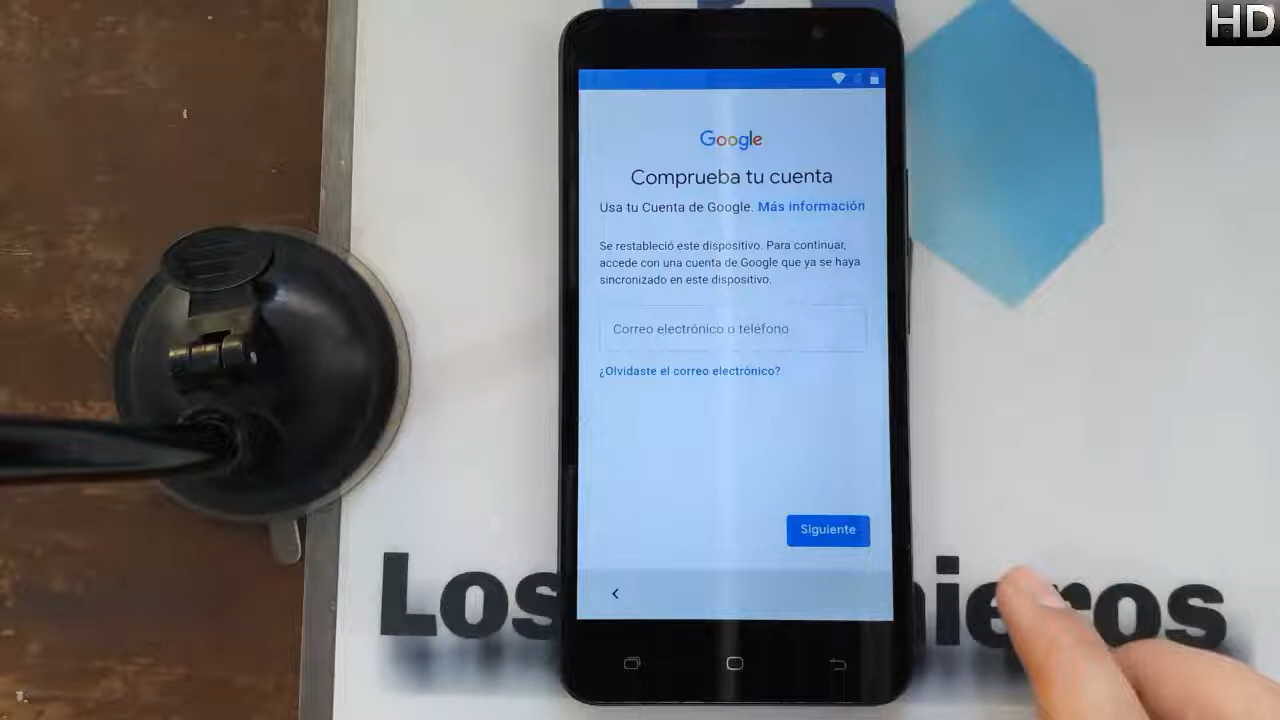 HD
Google
Comprueba tu cuenta
Usa tu Cuenta de Google. Más información
Se restableció este dispositivo. Para continuar,
accede con una cuenta de Google que ya se haya
sincronizado en este dispositivo.
Correo electrónico o teléfono
¿Olvidaste el correo electrónico?
Siguiente
Los nieros